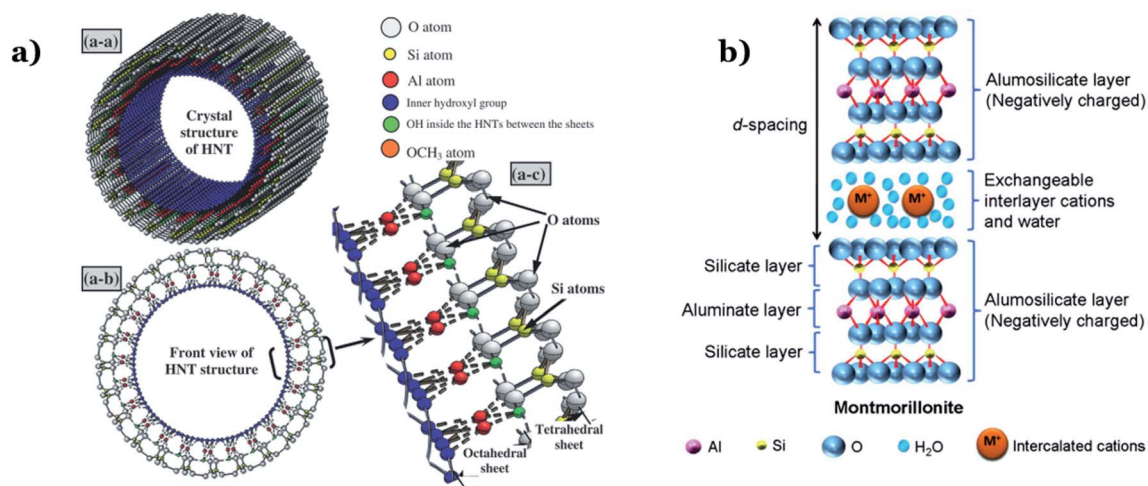 a)
(a-a)
Crystal
structure
of HNT
O atom
Si atom
Al atom
Inner hydroxyl group
OH inside the HNTs between the sheets
OCH₃ atom
(a-b)
Front view of
HNT structure
(a-c)
O atoms
Si atoms
Tetrahedral
sheet
Octahedral
sheet
b)
d-spacing
Alumosilicate layer
(Negatively charged)
M⁺ M⁺
Exchangeable
interlayer cations
and water
Silicate layer
Aluminate layer
Silicate layer
Alumosilicate layer
(Negatively charged)
Montmorillonite
Al Si O H₂O M⁺ Intercalated cations